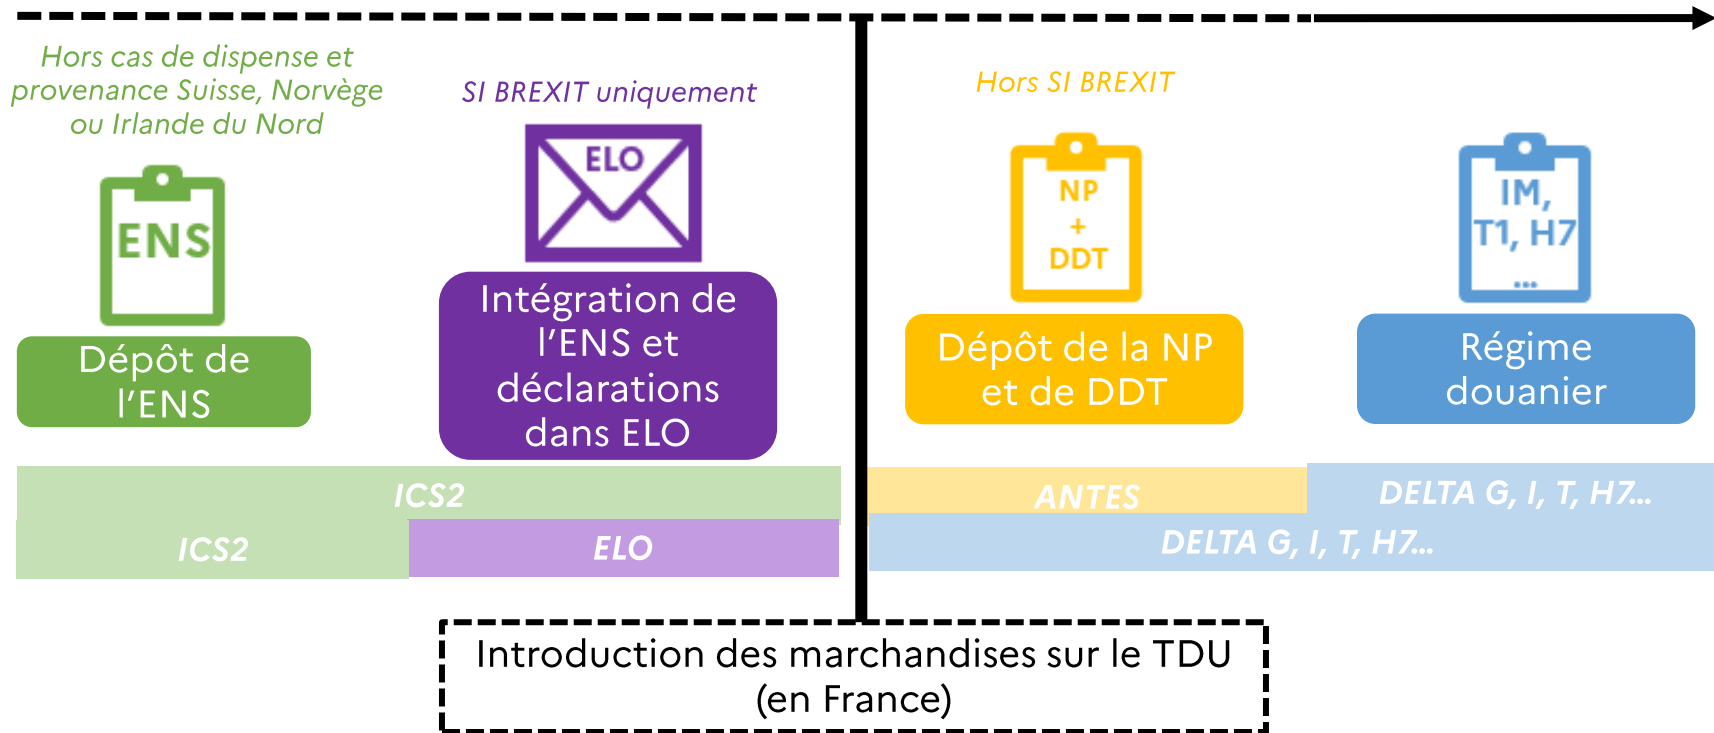 Hors cas de dispense et
provenance Suisse, Norvège
ou Irlande du Nord
ENS
Dépôt de
l'ENS
SI BREXIT uniquement
ELO
Intégration de
l'ENS et
déclarations
dans ELO
Hors SI BREXIT
NP
+
DDT
Dépôt de la NP
et de DDT
IM,
T1, H7
...
Régime
douanier
ICS2
ANTES
DELTA G, I, T, H7...
ICS2
ELO
DELTA G, I, T, H7...
Introduction des marchandises sur le TDU
(en France)